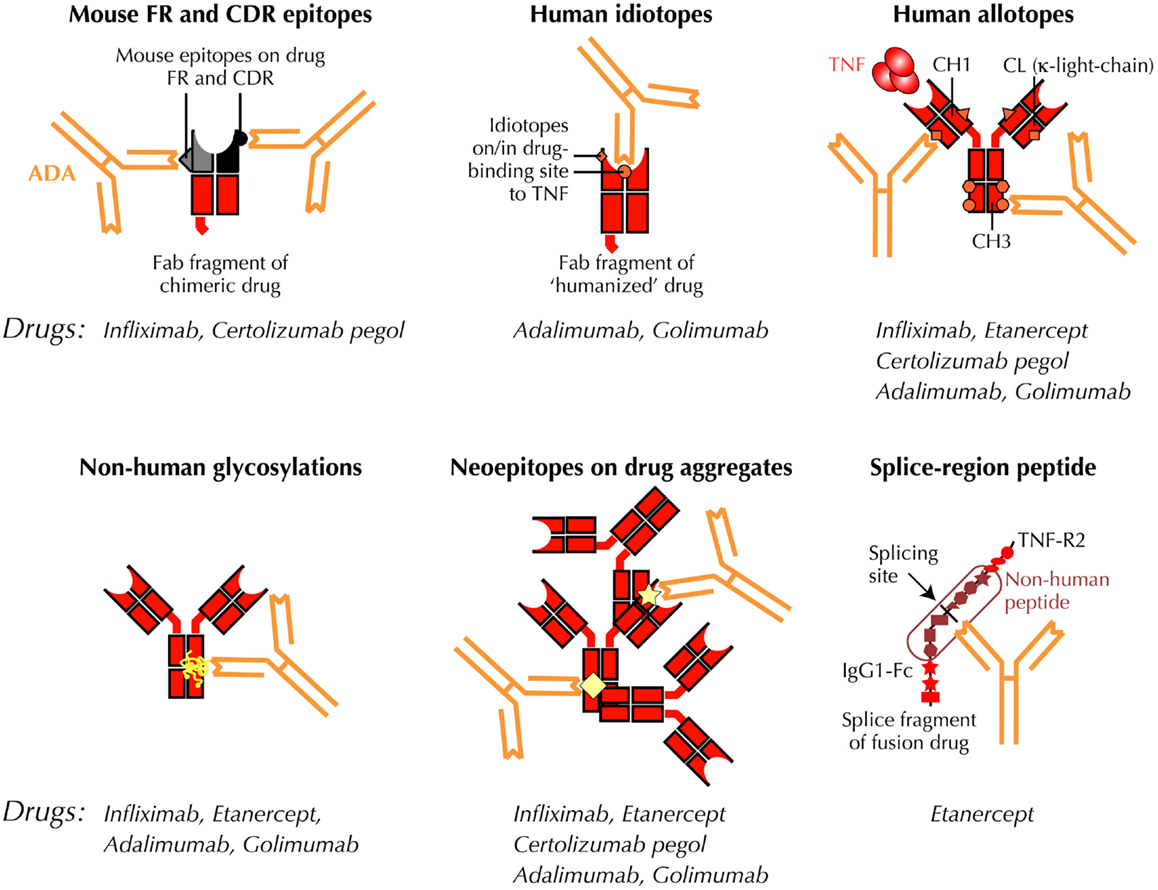 Mouse FR and CDR epitopes
Mouse epitopes on drug
FR and CDR
ADA
Fab fragment of
chimeric drug
Drugs: Infliximab, Certolizumab pegol
Human idiotopes
Idiotopes
on/in drug-
binding site
to TNF
Fab fragment of
‘humanized’ drug
Adalimumab, Golimumab
Human allotopes
TNF
CH1
CL (κ-light-chain)
CH3
Infliximab, Etanercept
Certolizumab pegol
Adalimumab, Golimumab
Non-human glycosylations
Drugs: Infliximab, Etanercept,
Adalimumab, Golimumab
Neoepitopes on drug aggregates
Infliximab, Etanercept
Certolizumab pegol
Adalimumab, Golimumab
Splice-region peptide
TNF-R2
Splicing
site
Non-human
peptide
IgG1-Fc
Splice fragment
of fusion drug
Etanercept